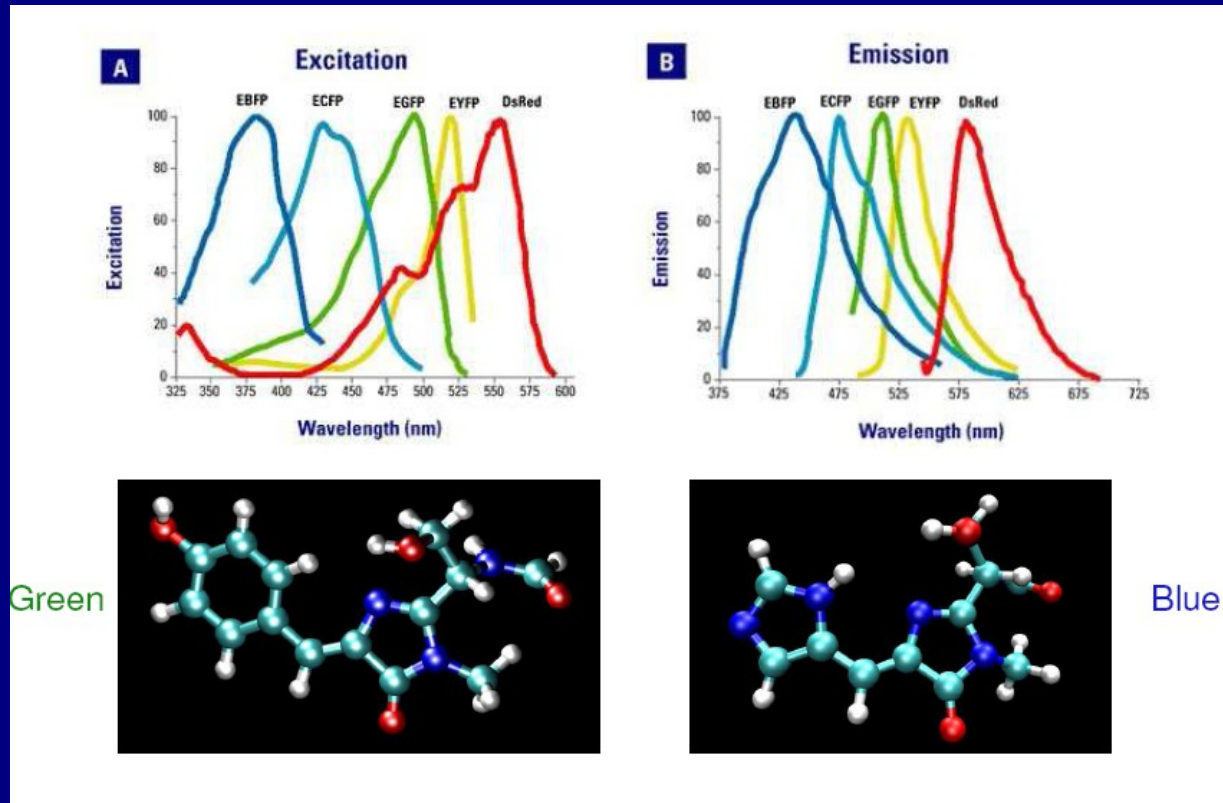 A
Excitation
EBFP ECFP EGFP EYFP DsRed
100
80
60
40
20
0
Excitation
325 350 375 400 425 450 475 500 525 550 575 600
Wavelength (nm)
B
Emission
EBFP ECFP EGFP EYFP DsRed
100
80
60
40
20
0
Emission
375 425 475 525 575 625 675 725
Wavelength (nm)
Green
Blue